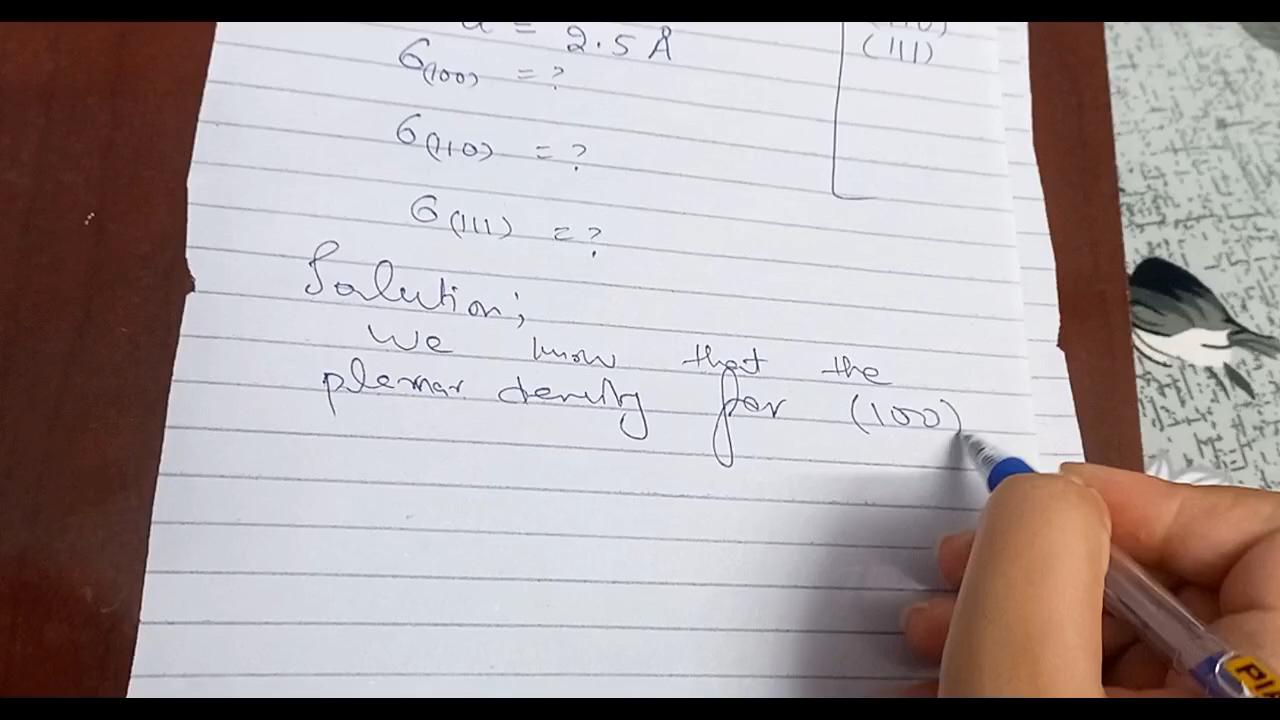 = 2.5 Å
(111)
σ(100) = ?
σ(110) = ?
σ(111) = ?
Solution;
We know that the
planar density for (100)